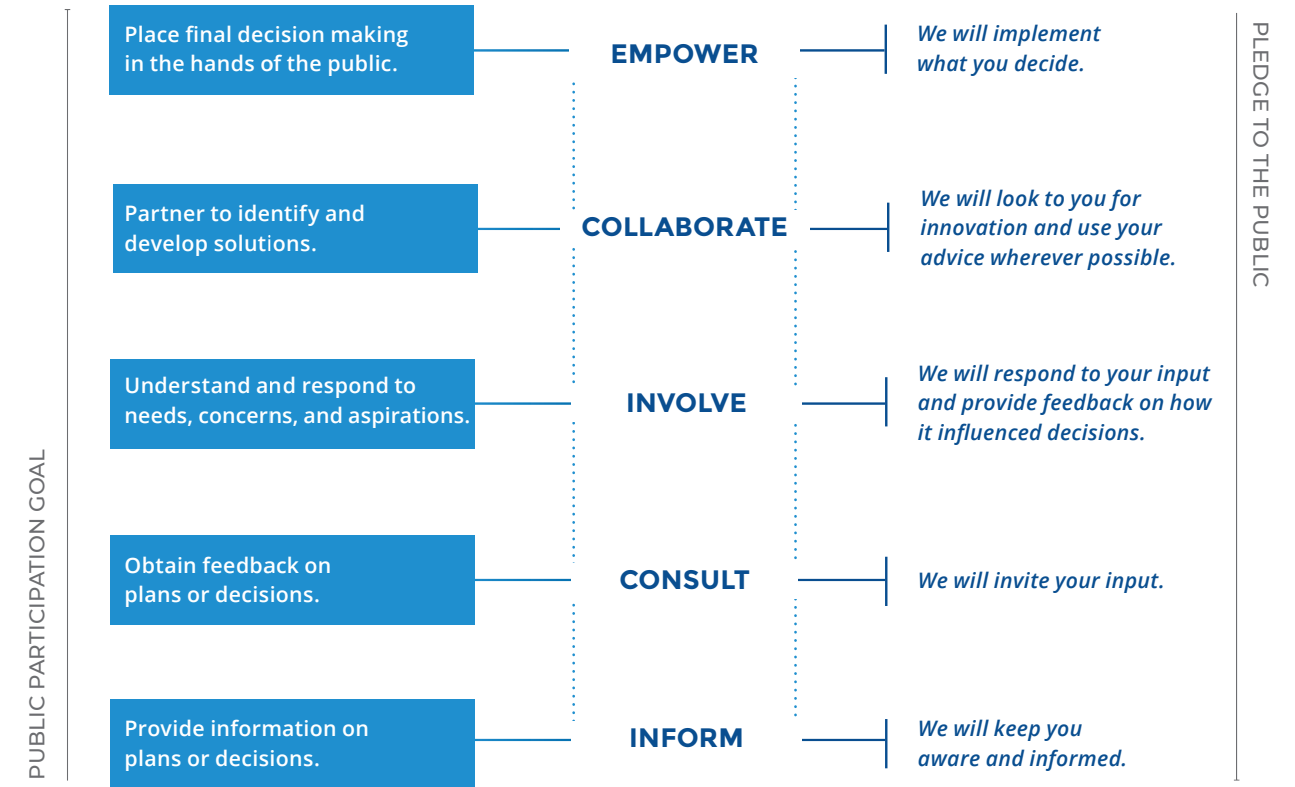 PUBLIC PARTICIPATION GOAL
PLEDGE TO THE PUBLIC
Place final decision making
in the hands of the public.
EMPOWER
We will implement
what you decide.
Partner to identify and
develop solutions.
COLLABORATE
We will look to you for
innovation and use your
advice wherever possible.
Understand and respond to
needs, concerns, and aspirations.
INVOLVE
We will respond to your input
and provide feedback on how
it influenced decisions.
Obtain feedback on
plans or decisions.
CONSULT
We will invite your input.
Provide information on
plans or decisions.
INFORM
We will keep you
aware and informed.